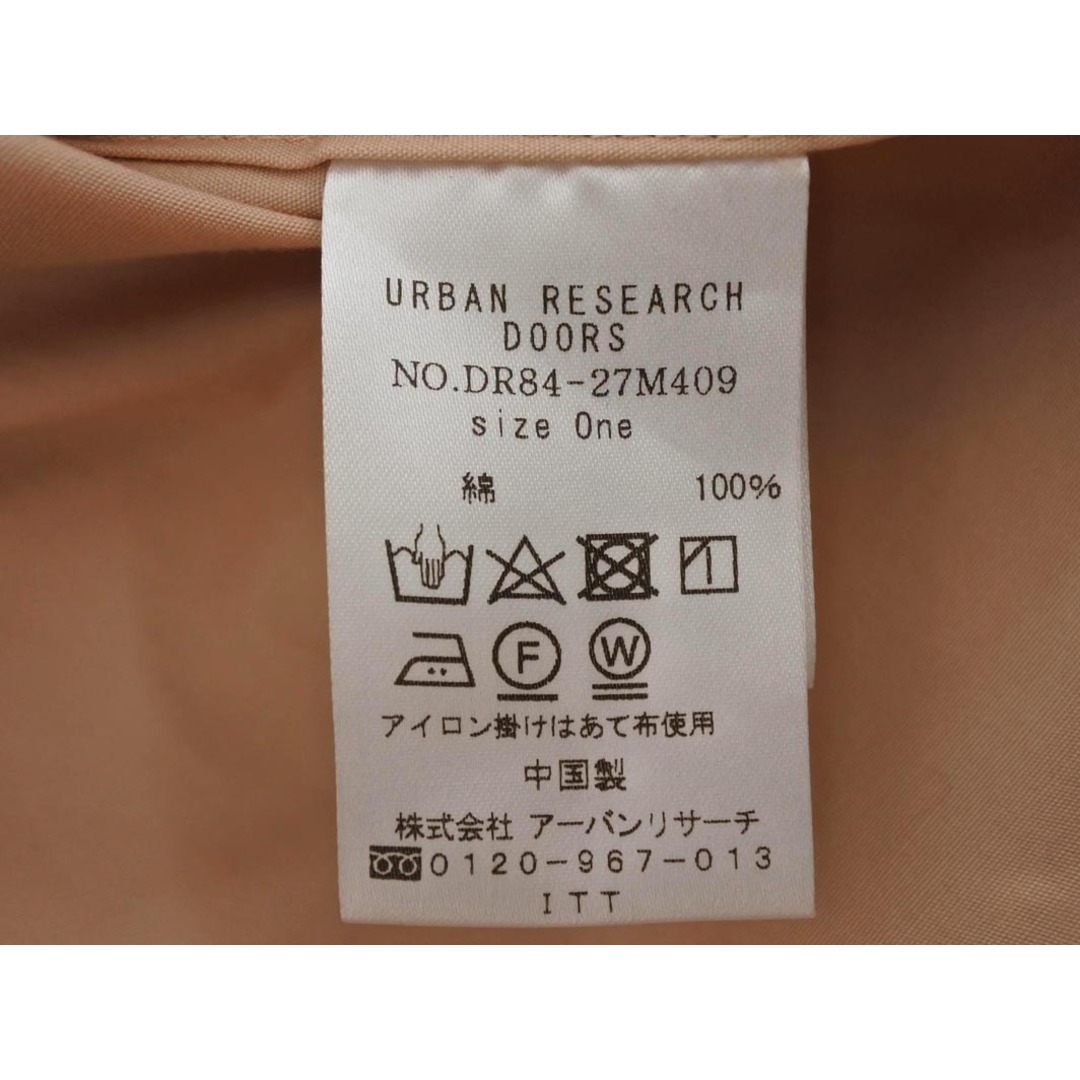 URBAN RESEARCH
DOORS
NO.DR84-27M409
size One
綿 100%
F W
アイロン掛けはあて布使用
中国製
株式会社 アーバンリサーチ
0120-967-013
ITT